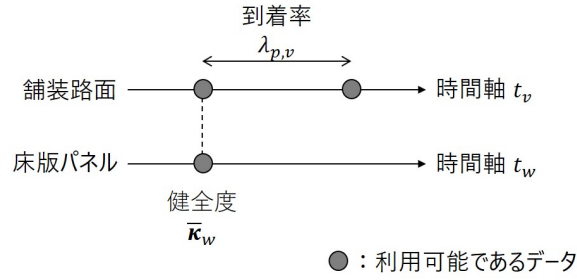 到着率
λ_{p,v}
舗装路面
時間軸 t_v
床版パネル
時間軸 t_w
健全度
\bar{κ}_w
：利用可能であるデータ